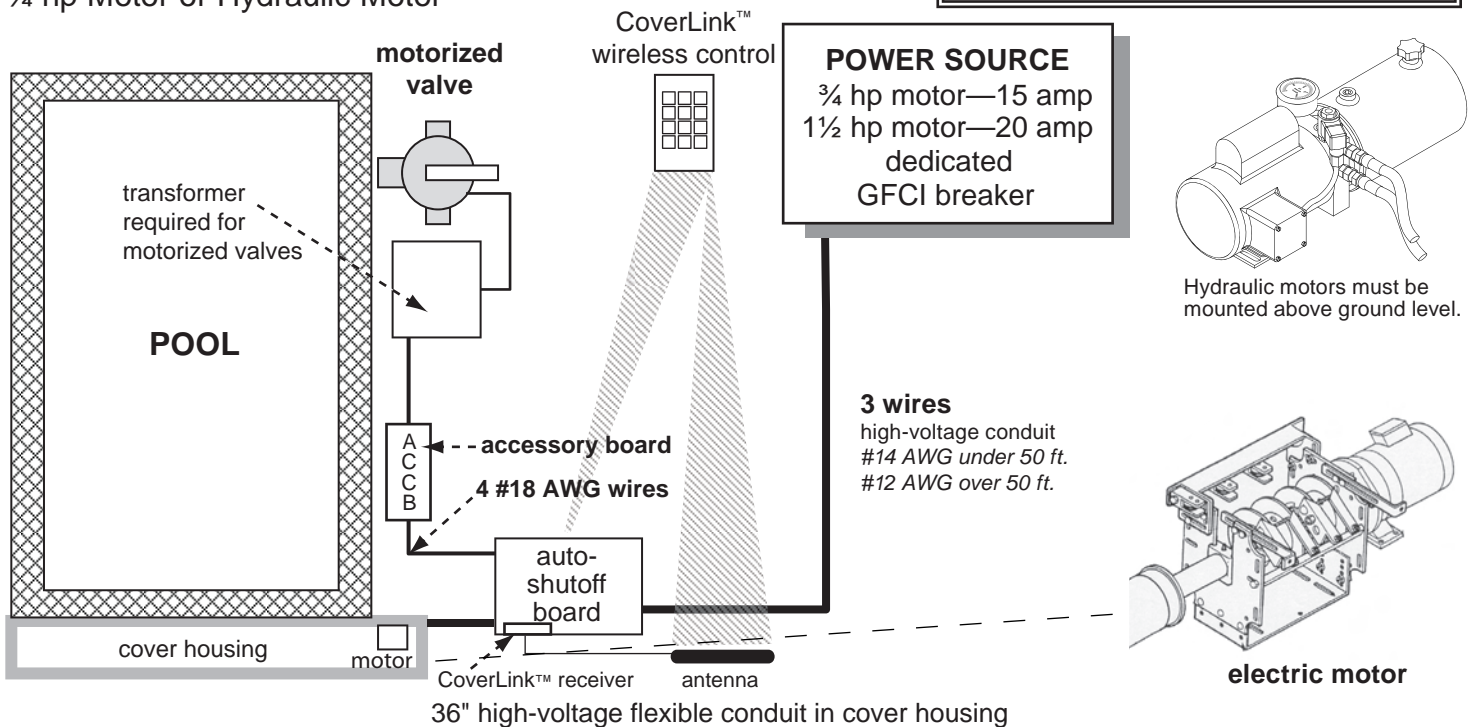 ¾ hp Motor or Hydraulic Motor
motorized
valve
CoverLink™
wireless control
POWER SOURCE
¾ hp motor—15 amp
1½ hp motor—20 amp
dedicated
GFCI breaker
transformer
required for
motorized valves
POOL
Hydraulic motors must be
mounted above ground level.
3 wires
high-voltage conduit
#14 AWG under 50 ft.
#12 AWG over 50 ft.
A
C
C
B
accessory board
4 #18 AWG wires
auto-
shutoff
board
cover housing
motor
CoverLink™ receiver
antenna
electric motor
36" high-voltage flexible conduit in cover housing